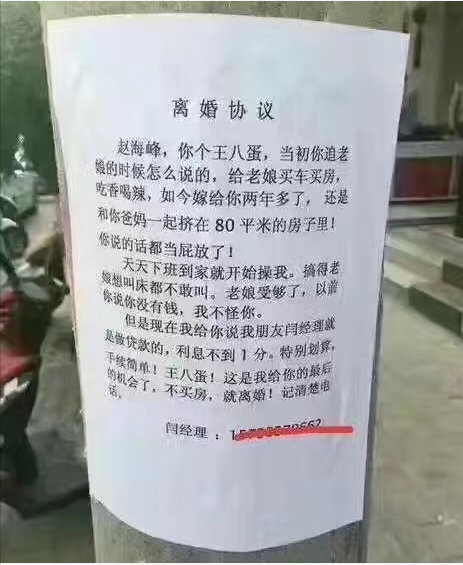 离婚协议
赵海峰，你个王八蛋，当初你追老
娘的时候怎么说的，给老娘买车买房，
吃香喝辣，如今嫁给你两年多了，还是
和你爸妈一起挤在80平米的房子里！
你说的话都当屁放了！
天天下班到家就开始操我。搞得老
娘想叫床都不敢叫。老娘受够了，以前
你说你没有钱，我不怪你。
但是现在我给你说我朋友闫经理就
是做贷款的，利息不到1分。特别划算，
手续简单！王八蛋！这是我给你的最后
的机会了，不买房，就离婚！记清楚电
话，
闫经理：